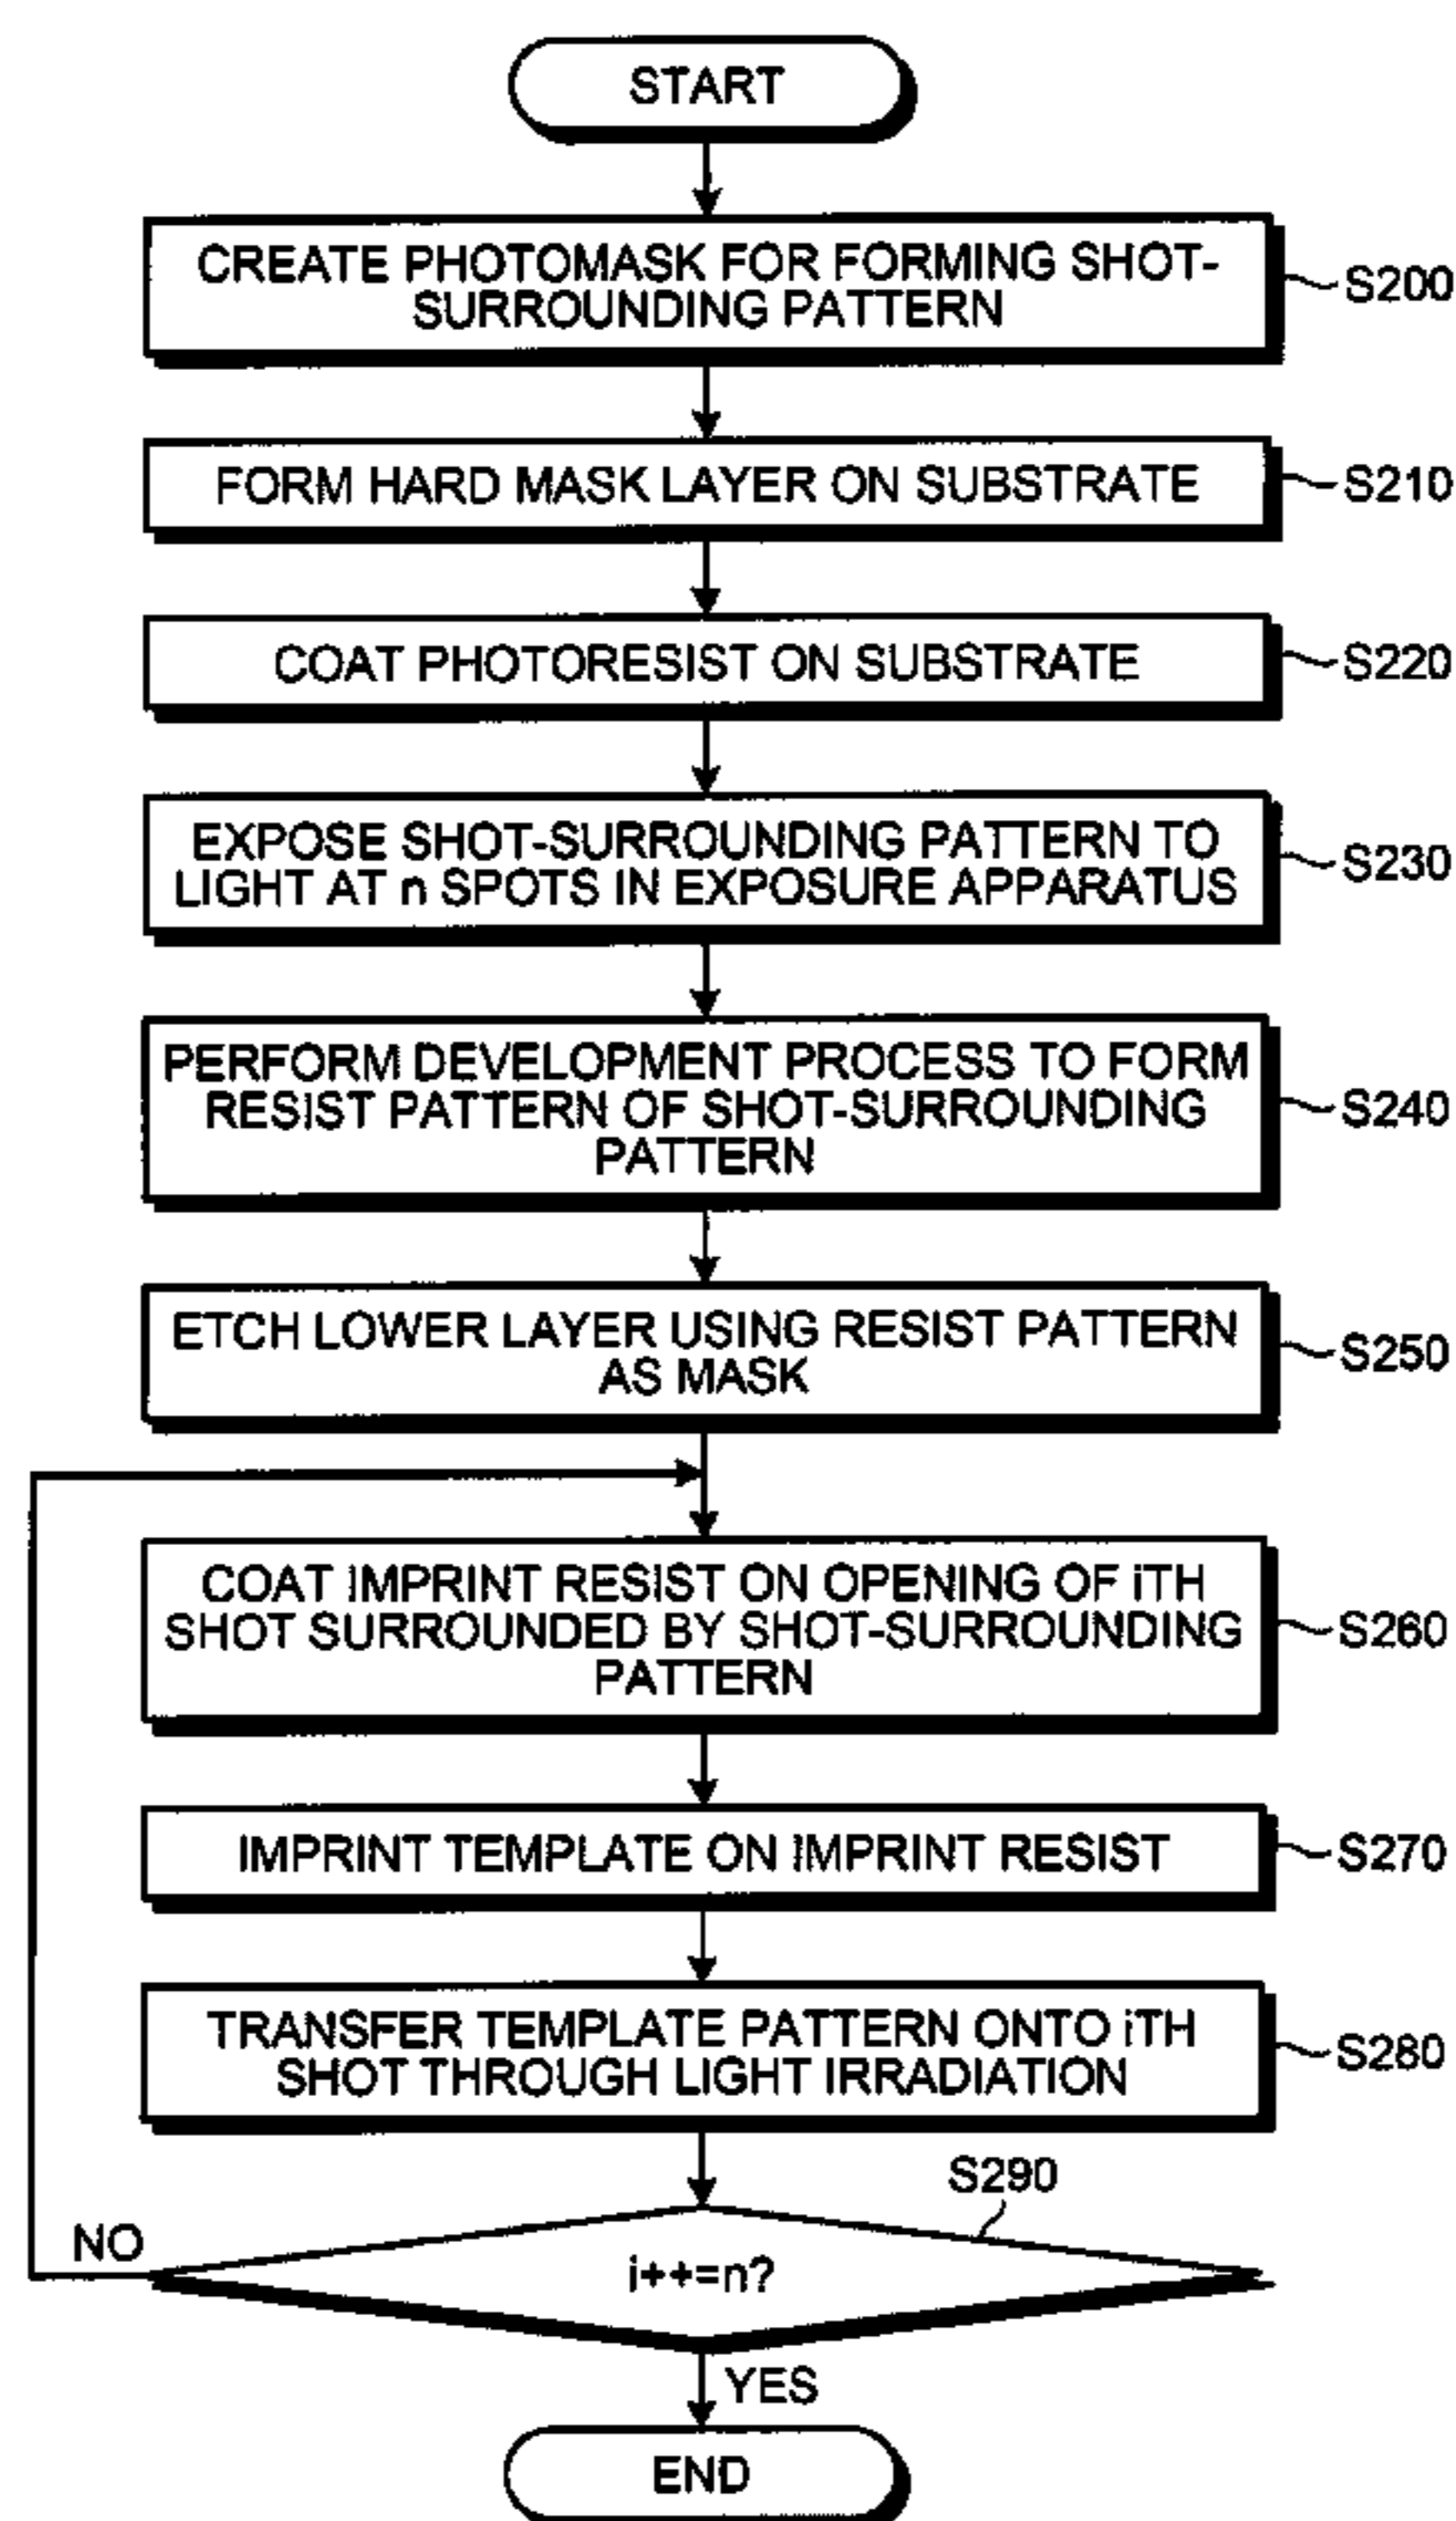 START
CREATE PHOTOMASK FOR FORMING SHOT-
SURROUNDING PATTERN
S200
FORM HARD MASK LAYER ON SUBSTRATE
S210
COAT PHOTORESIST ON SUBSTRATE
S220
EXPOSE SHOT-SURROUNDING PATTERN TO
LIGHT AT n SPOTS IN EXPOSURE APPARATUS
S230
PERFORM DEVELOPMENT PROCESS TO FORM
RESIST PATTERN OF SHOT-SURROUNDING
PATTERN
S240
ETCH LOWER LAYER USING RESIST PATTERN
AS MASK
S250
COAT IMPRINT RESIST ON OPENING OF iTH
SHOT SURROUNDED BY SHOT-SURROUNDING
PATTERN
S260
IMPRINT TEMPLATE ON IMPRINT RESIST
S270
TRANSFER TEMPLATE PATTERN ONTO iTH
SHOT THROUGH LIGHT IRRADIATION
S280
S290
NO
i++=n?
YES
END